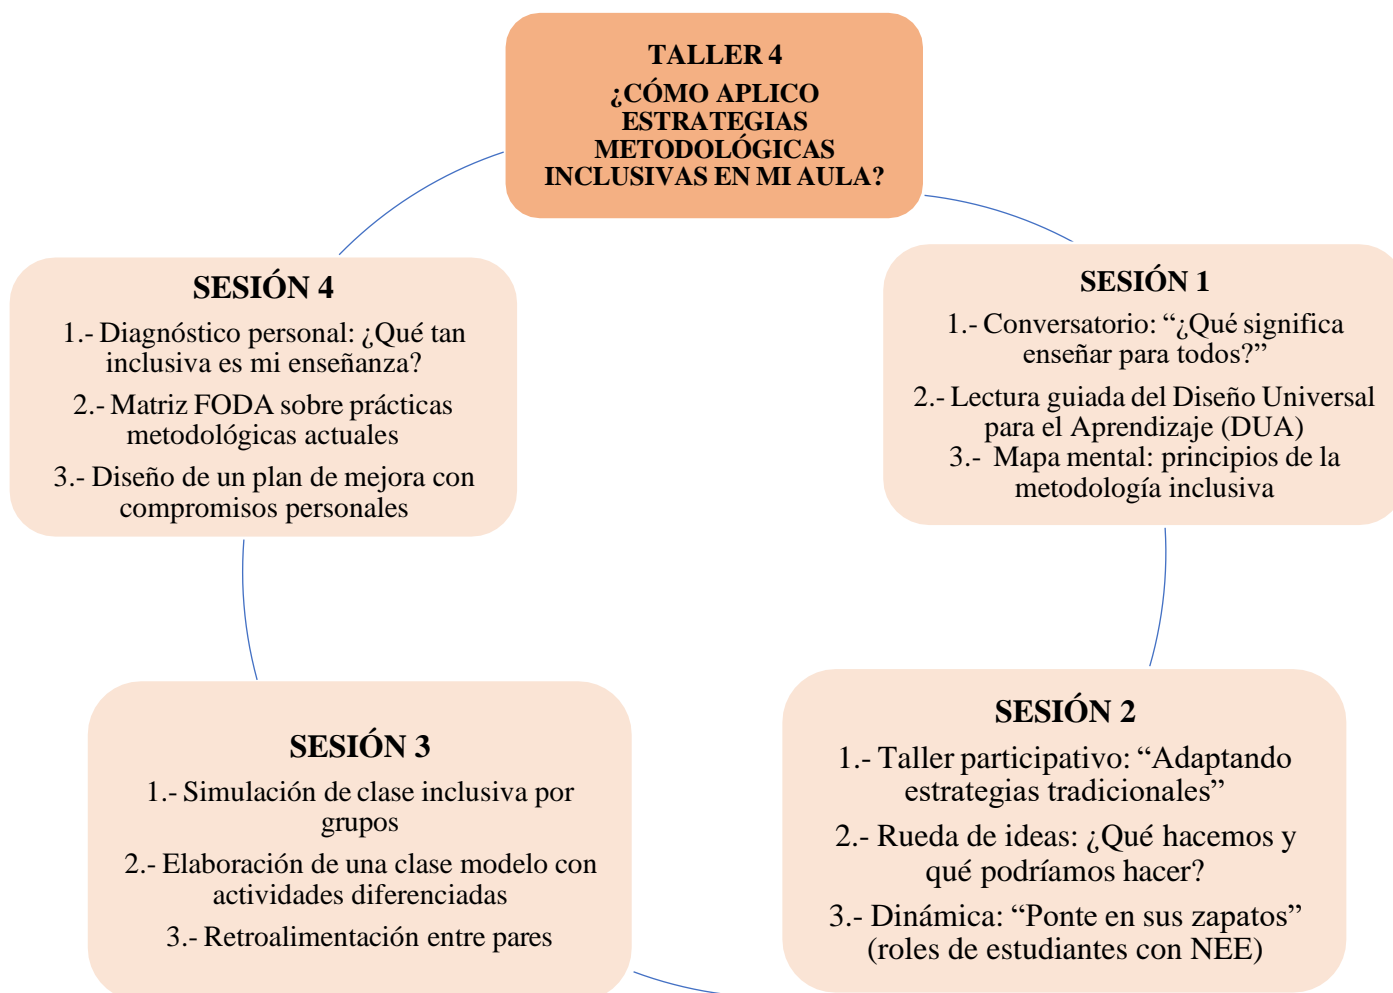 TALLER 4
¿CÓMO APLICO
ESTRATEGIAS
METODOLÓGICAS
INCLUSIVAS EN MI AULA?
SESIÓN 1
1.- Conversatorio: “¿Qué significa
enseñar para todos?”
2.- Lectura guiada del Diseño Universal
para el Aprendizaje (DUA)
3.- Mapa mental: principios de la
metodología inclusiva
SESIÓN 2
1.- Taller participativo: “Adaptando
estrategias tradicionales”
2.- Rueda de ideas: ¿Qué hacemos y
qué podríamos hacer?
3.- Dinámica: “Ponte en sus zapatos”
(roles de estudiantes con NEE)
SESIÓN 3
1.- Simulación de clase inclusiva por
grupos
2.- Elaboración de una clase modelo con
actividades diferenciadas
3.- Retroalimentación entre pares
SESIÓN 4
1.- Diagnóstico personal: ¿Qué tan
inclusiva es mi enseñanza?
2.- Matriz FODA sobre prácticas
metodológicas actuales
3.- Diseño de un plan de mejora con
compromisos personales